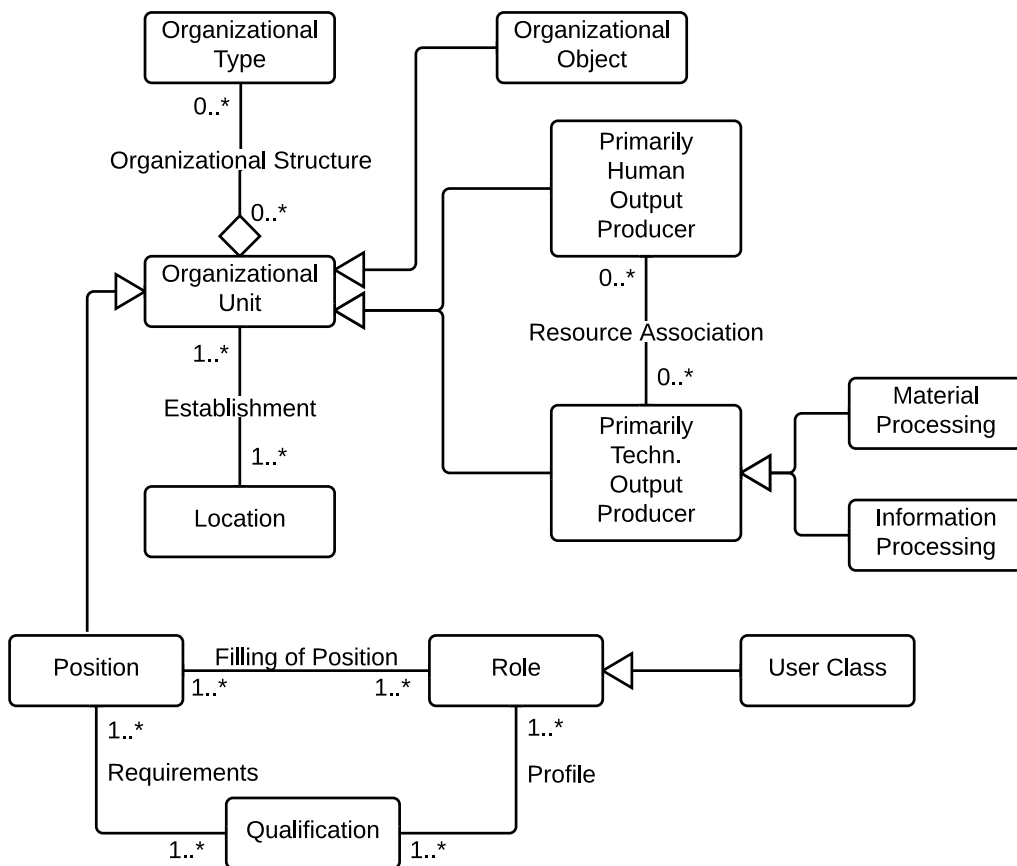 Organizational
Type
Organizational
Object
0..*
Organizational Structure
0..*
Primarily
Human
Output
Producer
Organizational
Unit
0..*
Resource Association
0..*
1..*
Establishment
1..*
Location
Primarily
Techn.
Output
Producer
Material
Processing
Information
Processing
Position
Filling of Position
1..*
1..*
Role
User Class
1..*
Requirements
1..*
1..*
Profile
1..*
Qualification